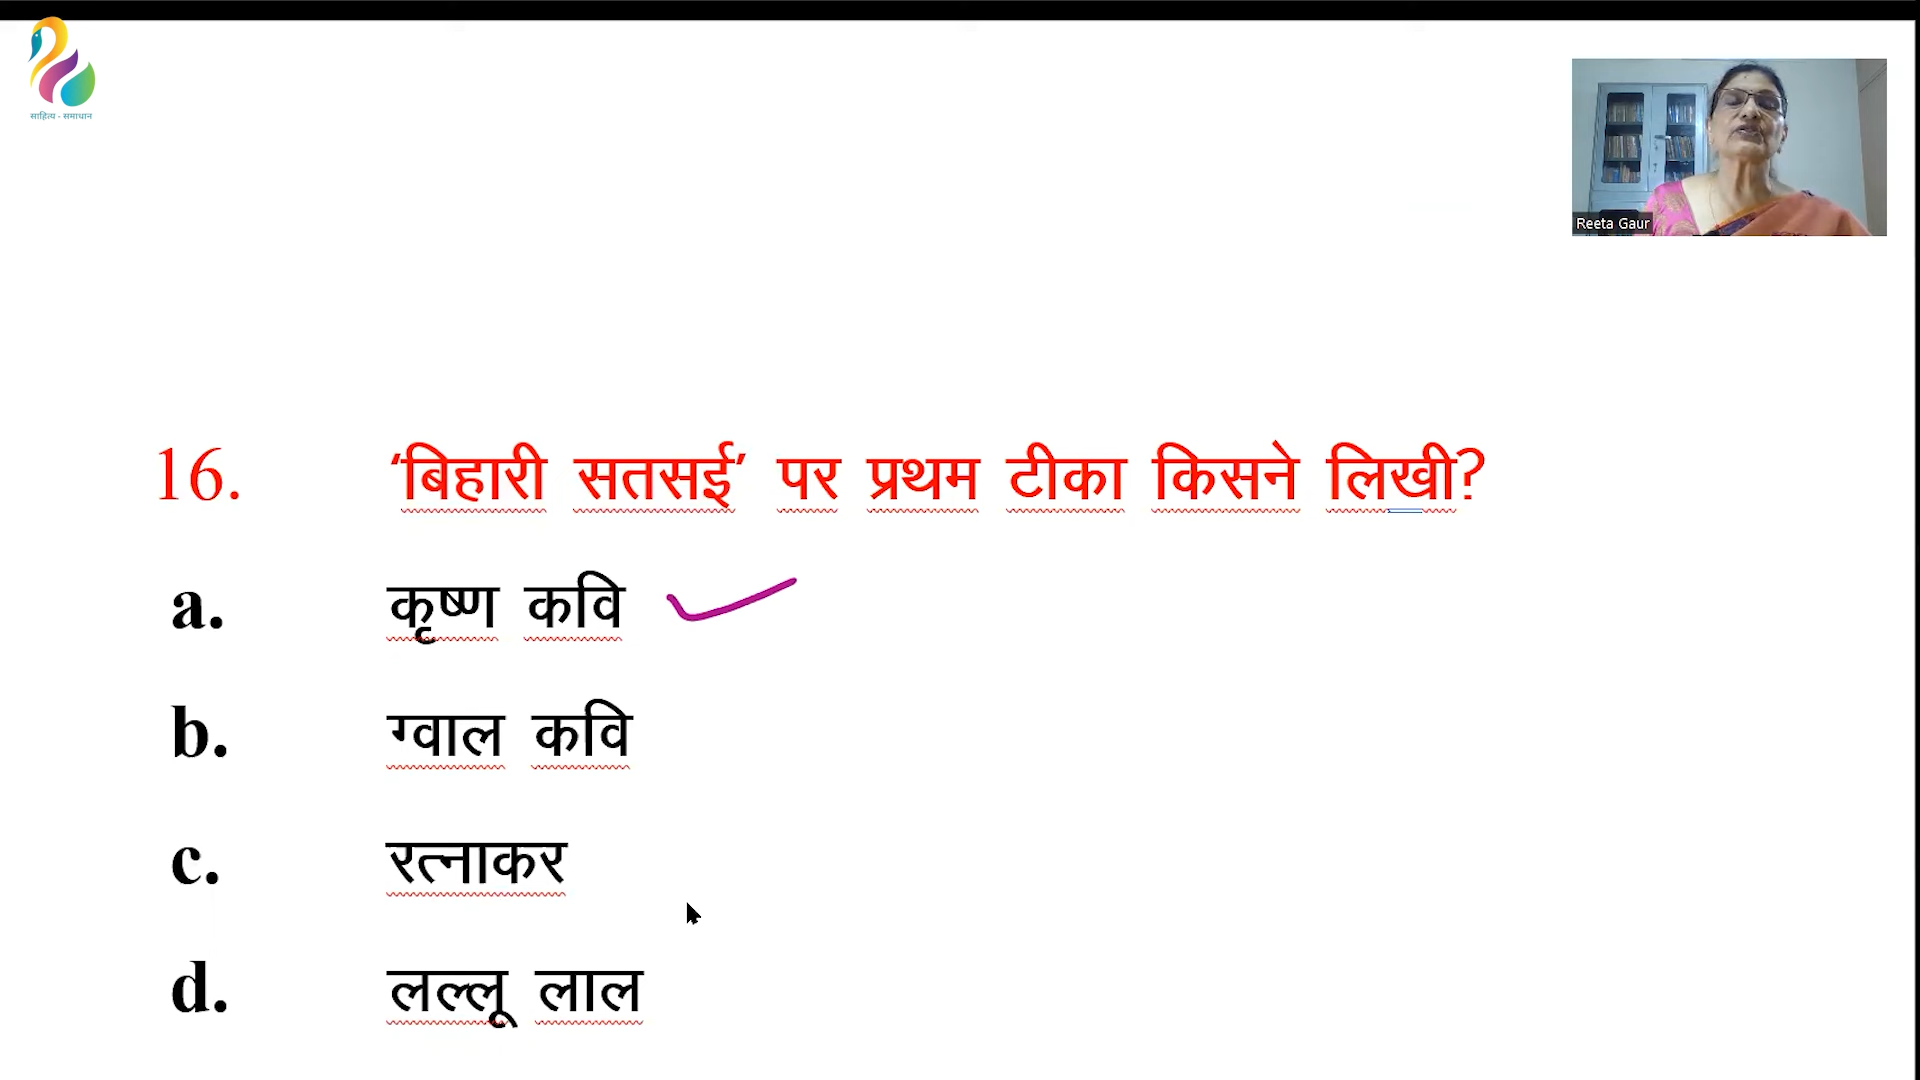 साहित्य - समाधान
Reeta Gaur
16. ‘बिहारी सतसई’ पर प्रथम टीका किसने लिखी?
a. कृष्ण कवि
b. ग्वाल कवि
c. रत्नाकर
d. लल्लू लाल